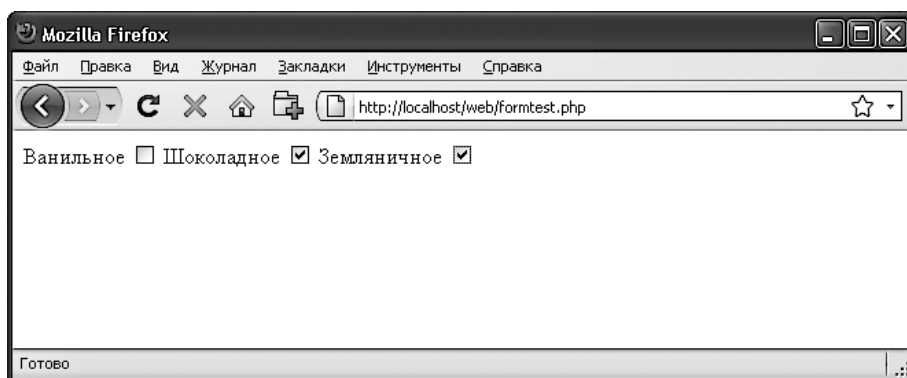 Mozilla Firefox
Файл Правка Вид Журнал Закладки Инструменты Справка
http://localhost/web/formtest.php
Ванильное Шоколадное Земляничное
Готово